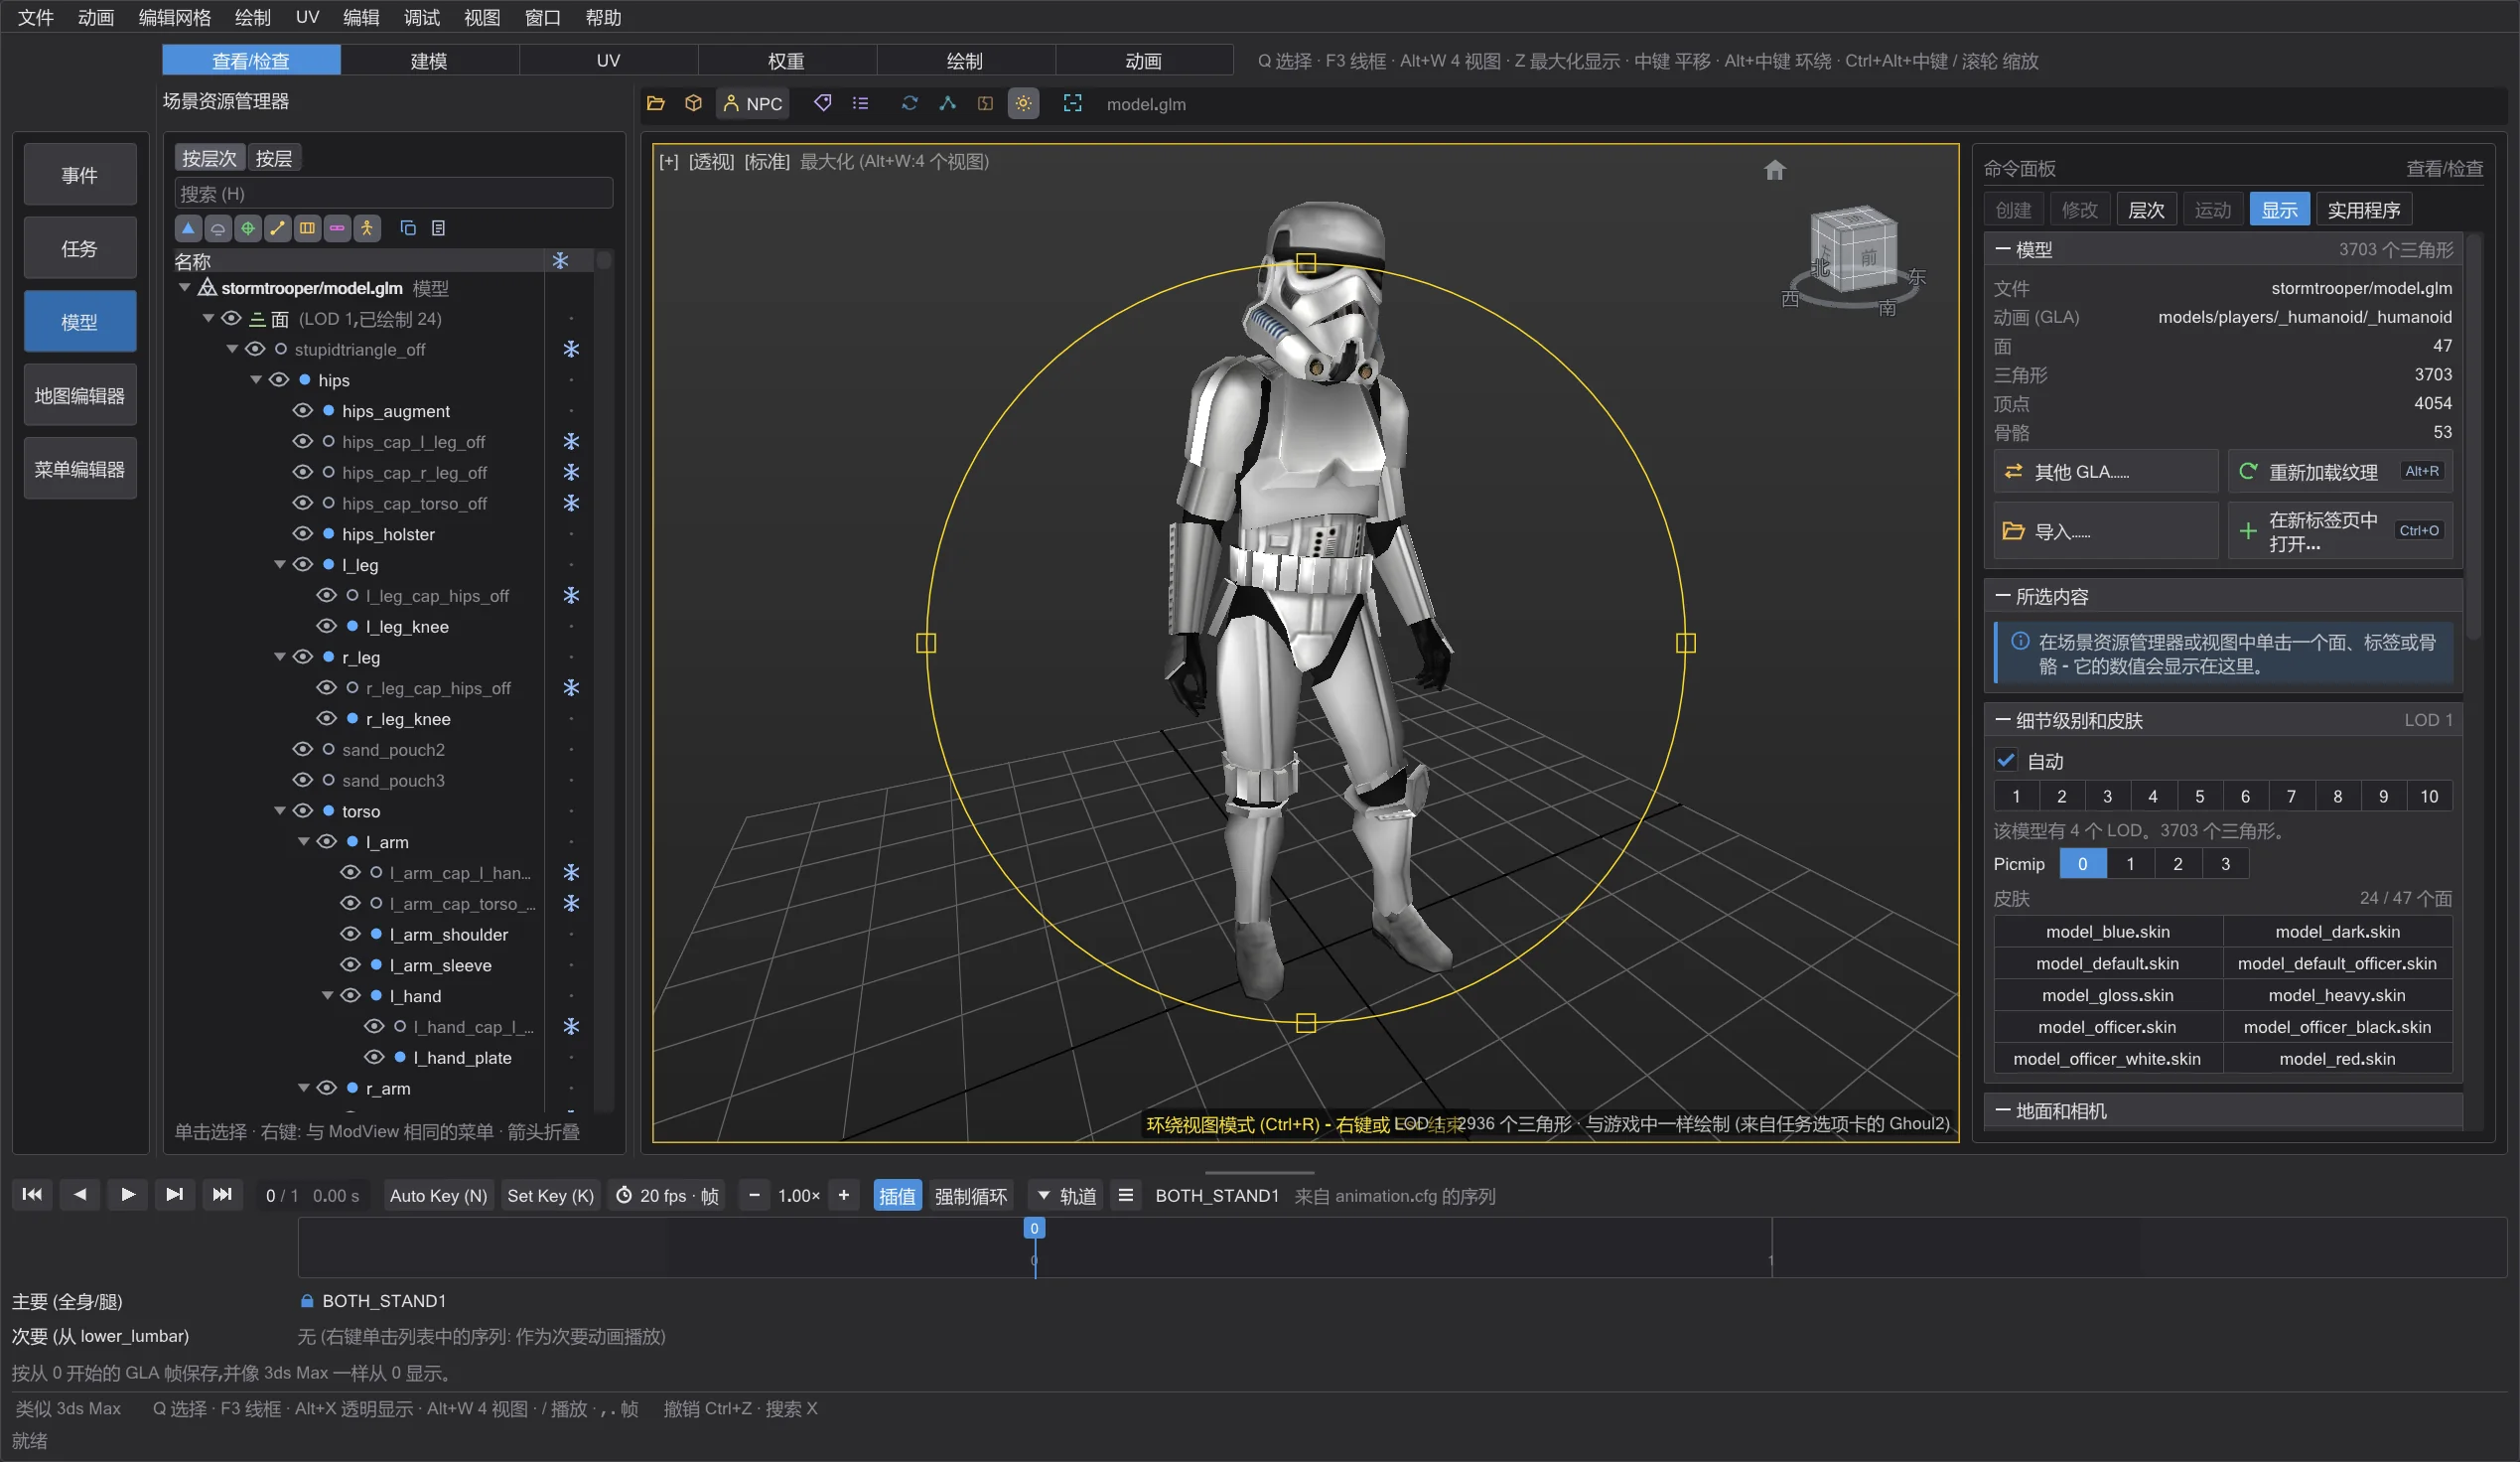 文件 动画 编辑网格 绘制 UV 编辑 调试 视图 窗口 帮助
查看/检查 建模 UV 权重 绘制 动画 Q 选择 · F3 线框 · Alt+W 4 视图 · Z 最大化显示 · 中键 平移 · Alt+中键 环绕 · Ctrl+Alt+中键 / 滚轮 缩放
场景资源管理器
NPC model.glm
事件
任务
模型
地图编辑器
菜单编辑器
按层次 按层
搜索 (H)
名称
stormtrooper/model.glm 模型
面 (LOD 1,已绘制 24)
stupidtriangle_off
hips
hips_augment
hips_cap_l_leg_off
hips_cap_r_leg_off
hips_cap_torso_off
hips_holster
l_leg
l_leg_cap_hips_off
l_leg_knee
r_leg
r_leg_cap_hips_off
r_leg_knee
sand_pouch2
sand_pouch3
torso
l_arm
l_arm_cap_l_han...
l_arm_cap_torso_...
l_arm_shoulder
l_arm_sleeve
l_hand
l_hand_cap_l_...
l_hand_plate
r_arm
单击选择 · 右键: 与 ModView 相同的菜单 · 箭头折叠
[+] [透视] [标准] 最大化 (Alt+W:4 个视图)
前
北 东
西 南
环绕视图模式 (Ctrl+R) - 右键或 Esc 结束
LOD 1 · 2936 个三角形 · 与游戏中一样绘制 (来自任务选项卡的 Ghoul2)
命令面板 查看/检查
创建 修改 层次 运动 显示 实用程序
模型 3703 个三角形
文件 stormtrooper/model.glm
动画 (GLA) models/players/_humanoid/_humanoid
面 47
三角形 3703
顶点 4054
骨骼 53
其他 GLA...... 重新加载纹理 Alt+R
导入...... 在新标签页中打开... Ctrl+O
所选内容
在场景资源管理器或视图中单击一个面、标签或骨
骼 - 它的数值会显示在这里。
细节级别和皮肤 LOD 1
自动
1 2 3 4 5 6 7 8 9 10
该模型有 4 个 LOD。3703 个三角形。
Picmip 0 1 2 3
皮肤 24 / 47 个面
model_blue.skin model_dark.skin
model_default.skin model_default_officer.skin
model_gloss.skin model_heavy.skin
model_officer.skin model_officer_black.skin
model_officer_white.skin model_red.skin
地面和相机
0 / 1 0.00 s Auto Key (N) Set Key (K) 20 fps · 帧 − 1.00× + 插值 强制循环 轨道 BOTH_STAND1 来自 animation.cfg 的序列
0
0 1
主要 (全身/腿) BOTH_STAND1
次要 (从 lower_lumbar) 无 (右键单击列表中的序列: 作为次要动画播放)
按从 0 开始的 GLA 帧保存,并像 3ds Max 一样从 0 显示。
类似 3ds Max Q 选择 · F3 线框 · Alt+X 透明显示 · Alt+W 4 视图 · / 播放 · , . 帧 撤销 Ctrl+Z · 搜索 X
就绪